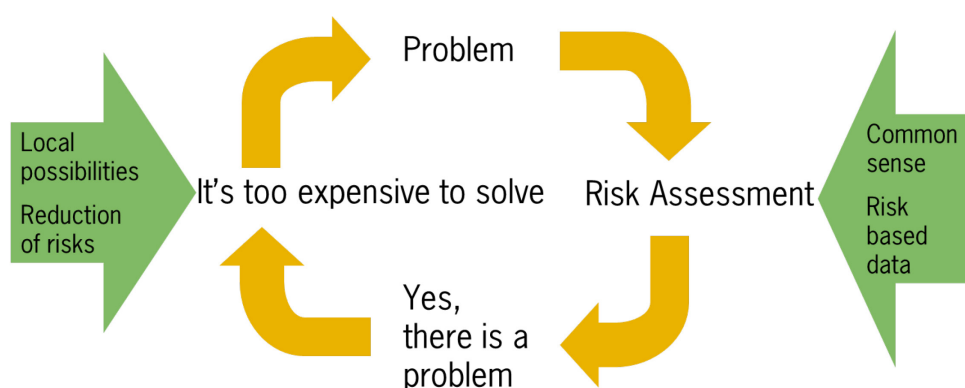 Problem
Local
possibilities
Reduction
of risks
It's too expensive to solve
Risk Assessment
Common
sense
Risk
based
data
Yes,
there is a
problem